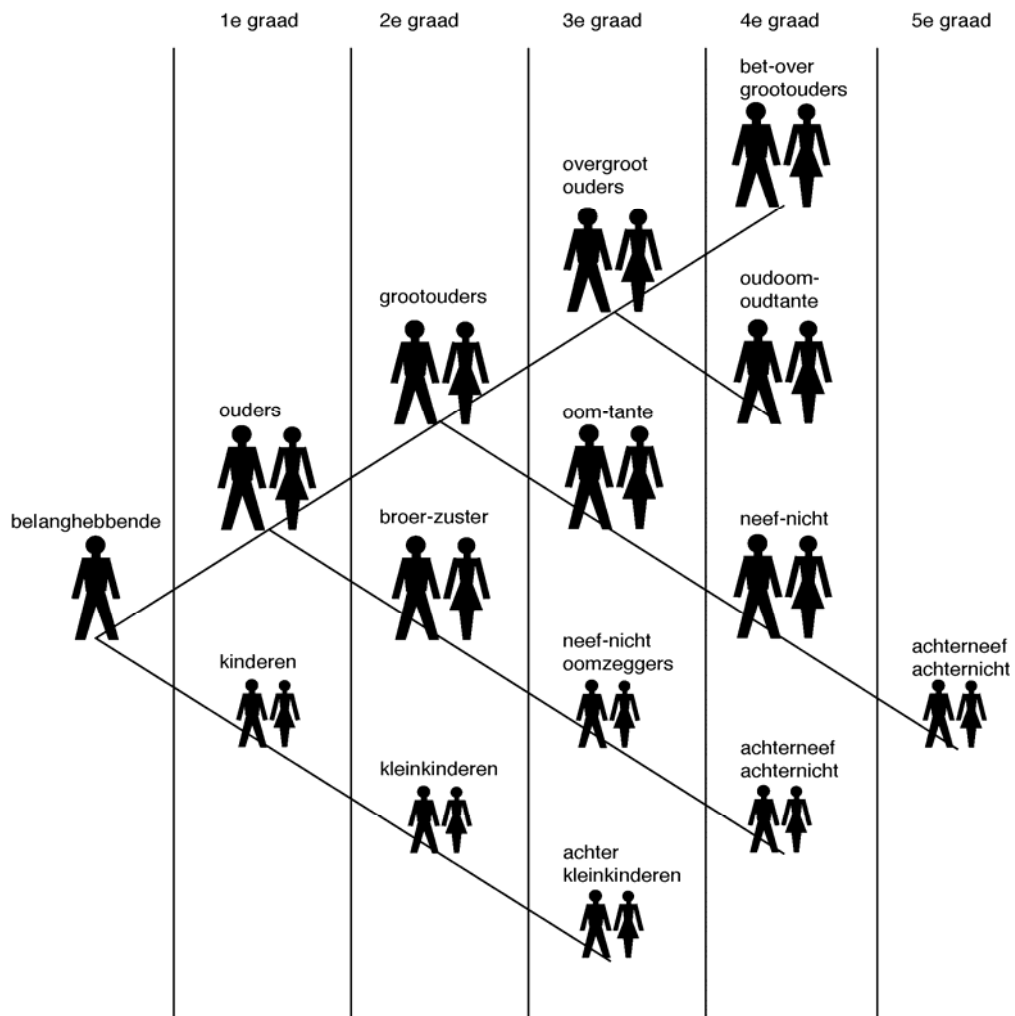 1e graad
2e graad
3e graad
4e graad
5e graad
bet-over
grootouders
overgroot
ouders
oudoom-
oudtante
grootouders
ouders
oom-tante
belanghebbende
broer-zuster
neef-nicht
kinderen
neef-nicht
oomzeggers
achterneef
achternicht
kleinkinderen
achterneef
achternicht
achter
kleinkinderen